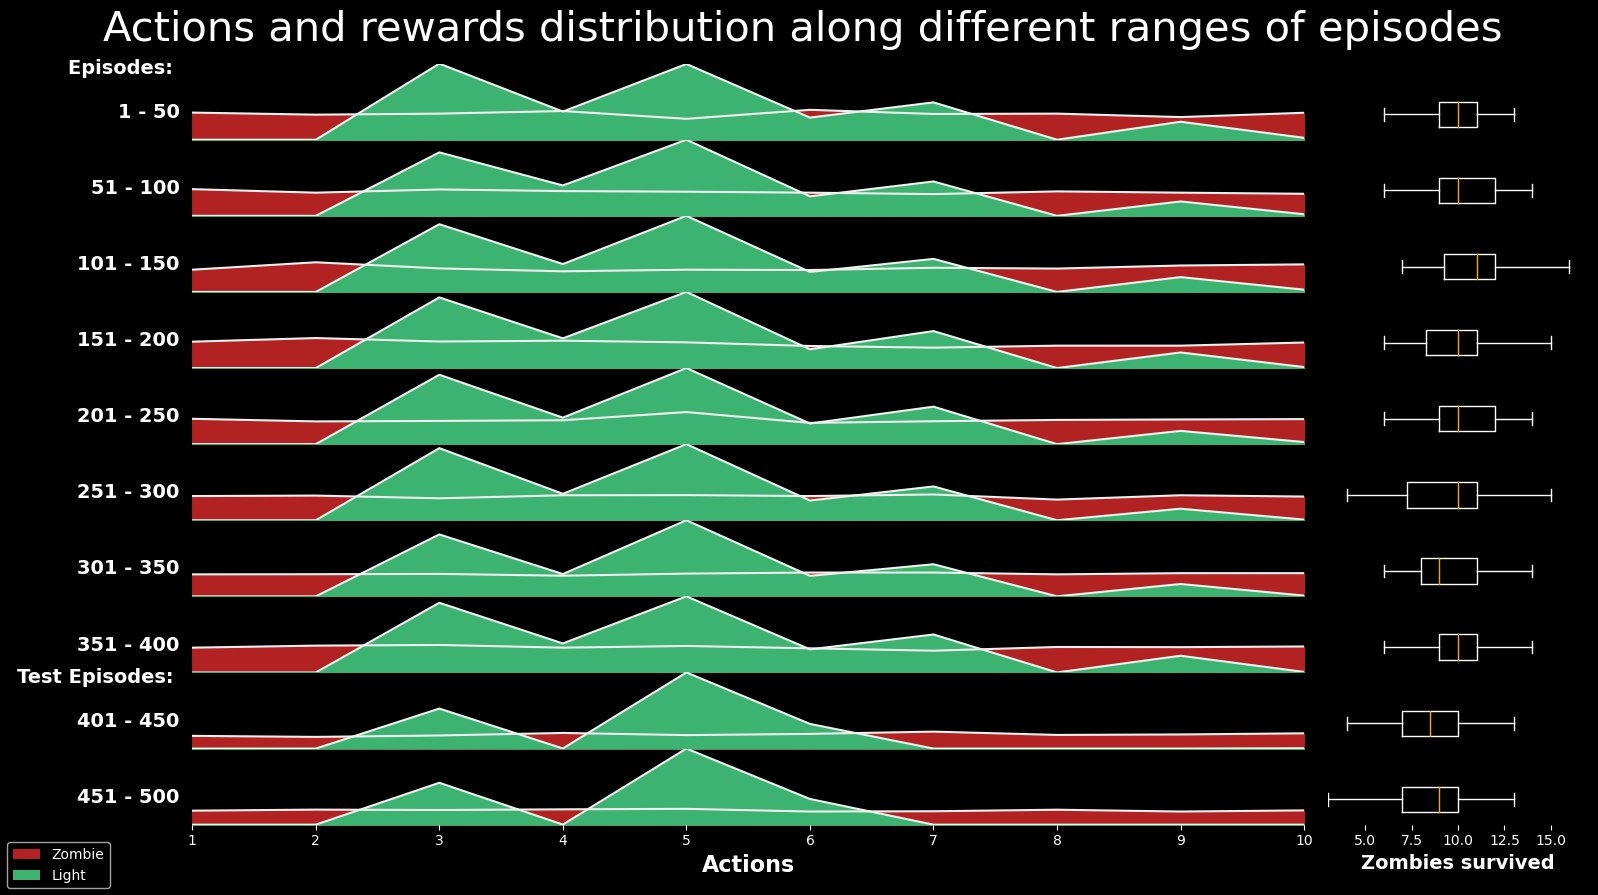 Actions and rewards distribution along different ranges of episodes
Episodes:
1 - 50
51 - 100
101 - 150
151 - 200
201 - 250
251 - 300
301 - 350
351 - 400
Test Episodes:
401 - 450
451 - 500
1 2 3 4 5 6 7 8 9 10
5.0 7.5 10.0 12.5 15.0
Actions
Zombies survived
Zombie
Light